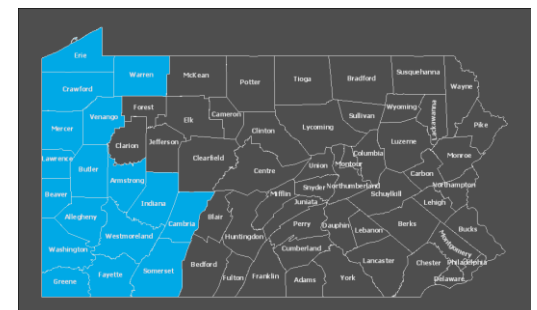 Erie
Warren
McKean
Potter
Tioga
Bradford
Susquehanna
Wayne
Crawford
Forest
Elk
Cameron
Clinton
Lycoming
Sullivan
Wyoming
Lackawanna
Pike
Mercer
Venango
Clarion
Jefferson
Clearfield
Centre
Union
Montour
Columbia
Luzerne
Monroe
Lawrence
Butler
Armstrong
Carbon
Northampton
Beaver
Indiana
Cambria
Blair
Mifflin
Snyder
Northumberland
Schuylkill
Lehigh
Juniata
Allegheny
Westmoreland
Huntingdon
Perry
Dauphin
Lebanon
Berks
Bucks
Montgomery
Washington
Cumberland
Lancaster
Chester
Philadelphia
Delaware
Greene
Fayette
Somerset
Bedford
Fulton
Franklin
Adams
York